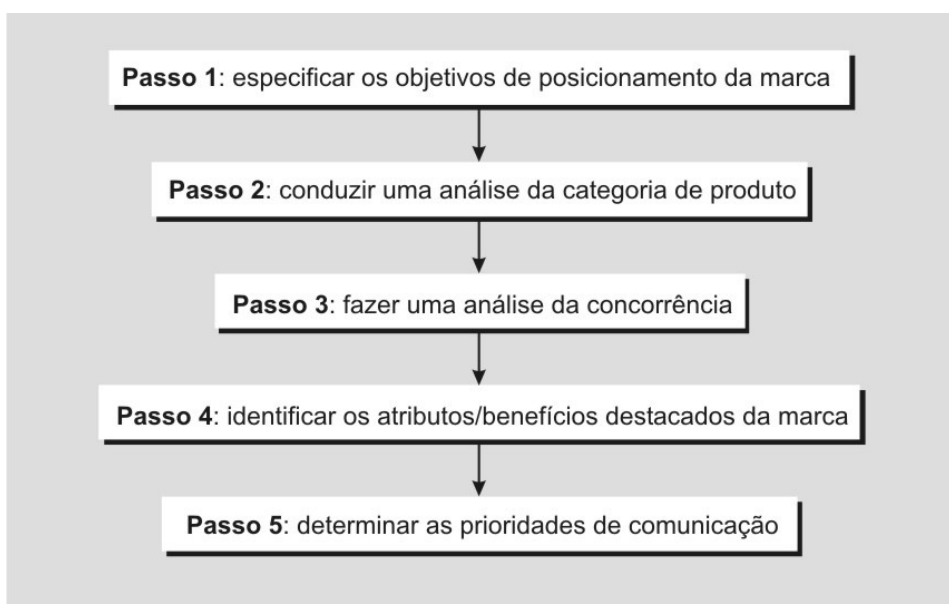 Passo 1: especificar os objetivos de posicionamento da marca
Passo 2: conduzir uma análise da categoria de produto
Passo 3: fazer uma análise da concorrência
Passo 4: identificar os atributos/benefícios destacados da marca
Passo 5: determinar as prioridades de comunicação